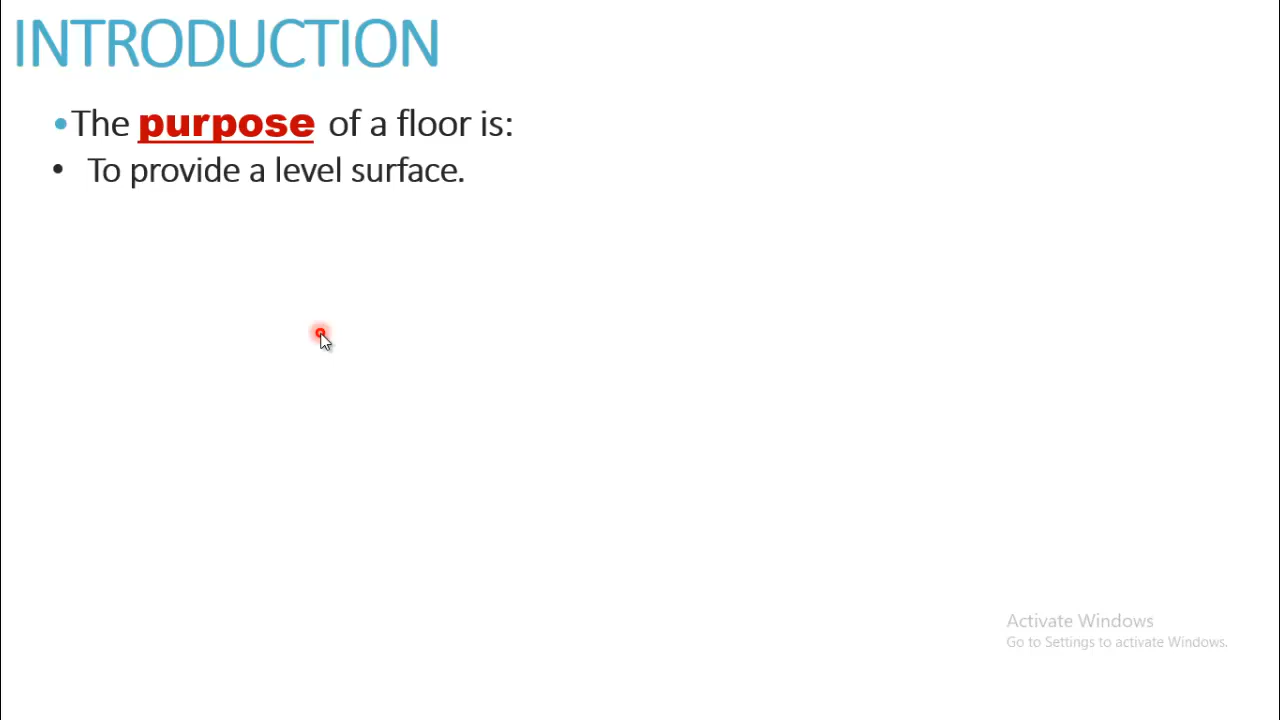 INTRODUCTION
•The purpose of a floor is:
• To provide a level surface.
Activate Windows
Go to Settings to activate Windows.